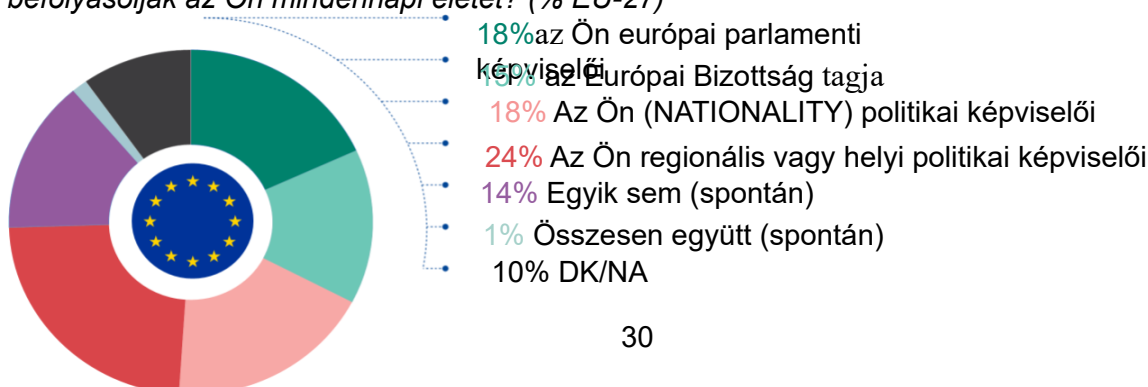 befolyásolják az Ön mindennapi életét? (% EU-27)
18%az Ön európai parlamenti
képviselői
15% az Európai Bizottság tagja
18% Az Ön (NATIONALITY) politikai képviselői
24% Az Ön regionális vagy helyi politikai képviselői
14% Egyik sem (spontán)
1% Összesen együtt (spontán)
10% DK/NA
30